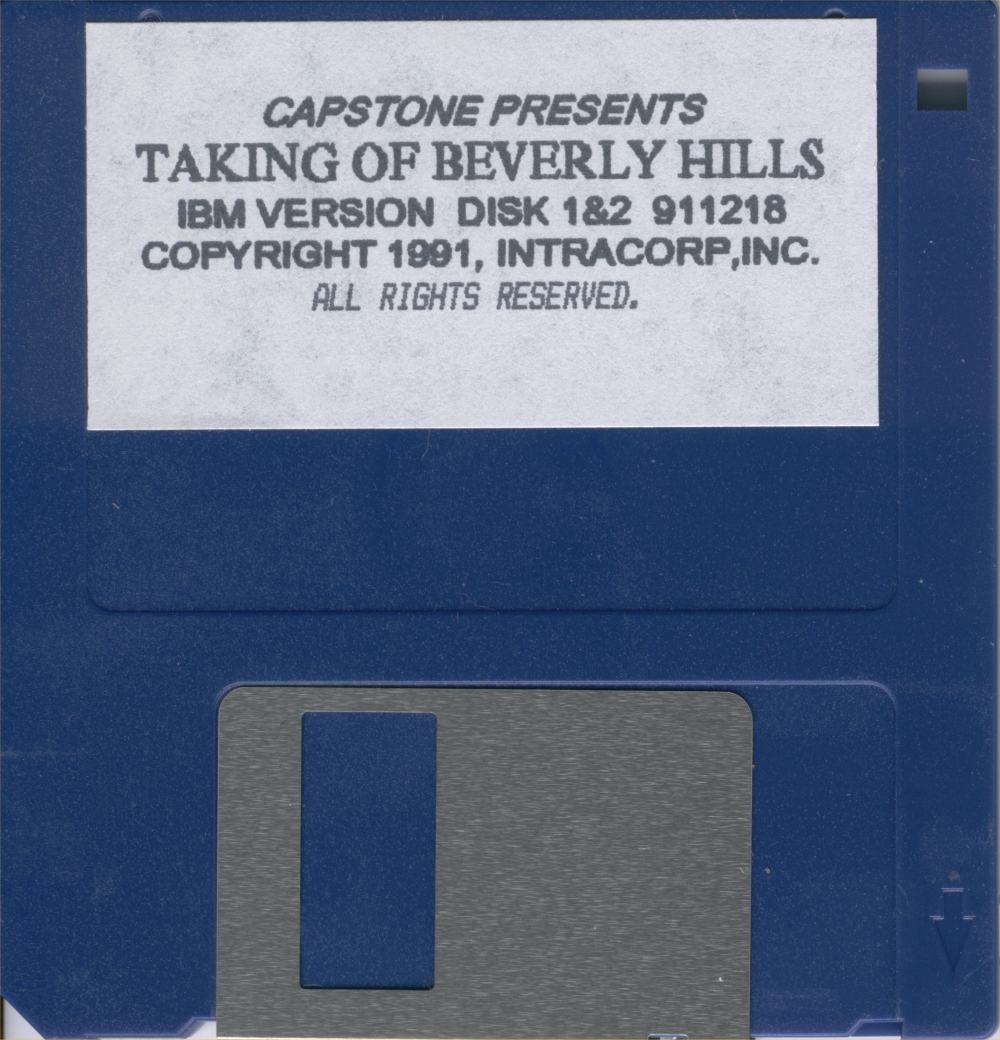 CAPSTONE PRESENTS
TAKING OF BEVERLY HILLS
IBM VERSION DISK 1&2 911218
COPYRIGHT 1991, INTRACORP,INC.
ALL RIGHTS RESERVED.